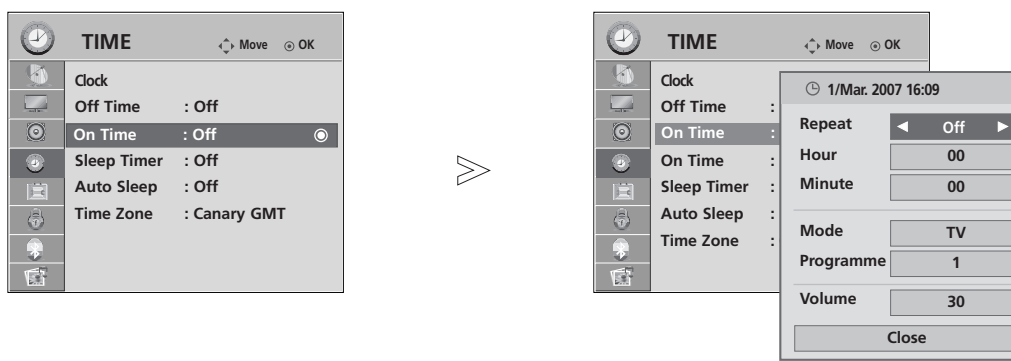 TIME Move OK
Clock
Off Time : Off
On Time : Off
Sleep Timer : Off
Auto Sleep : Off
Time Zone : Canary GMT
TIME Move OK
Clock
Off Time :
On Time :
On Time :
Sleep Timer :
Auto Sleep :
Time Zone :
1/Mar. 2007 16:09
Repeat ◀ Off ▶
Hour 00
Minute 00
Mode TV
Programme 1
Volume 30
Close